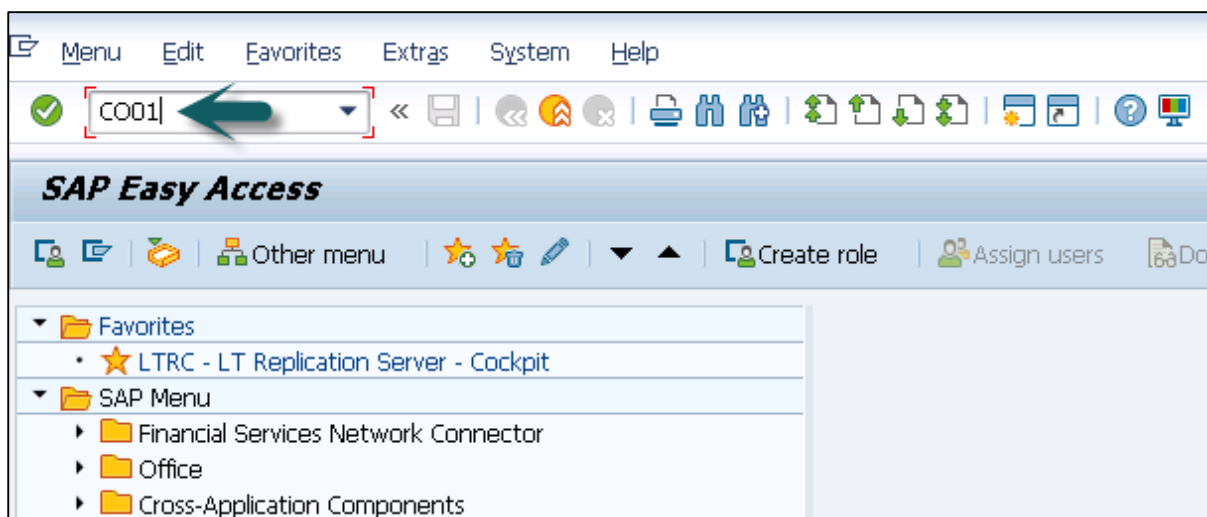 Menu Edit Favorites Extras System Help
CO01
SAP Easy Access
Other menu Create role Assign users Do
Favorites
LTRC - LT Replication Server - Cockpit
SAP Menu
Financial Services Network Connector
Office
Cross-Application Components